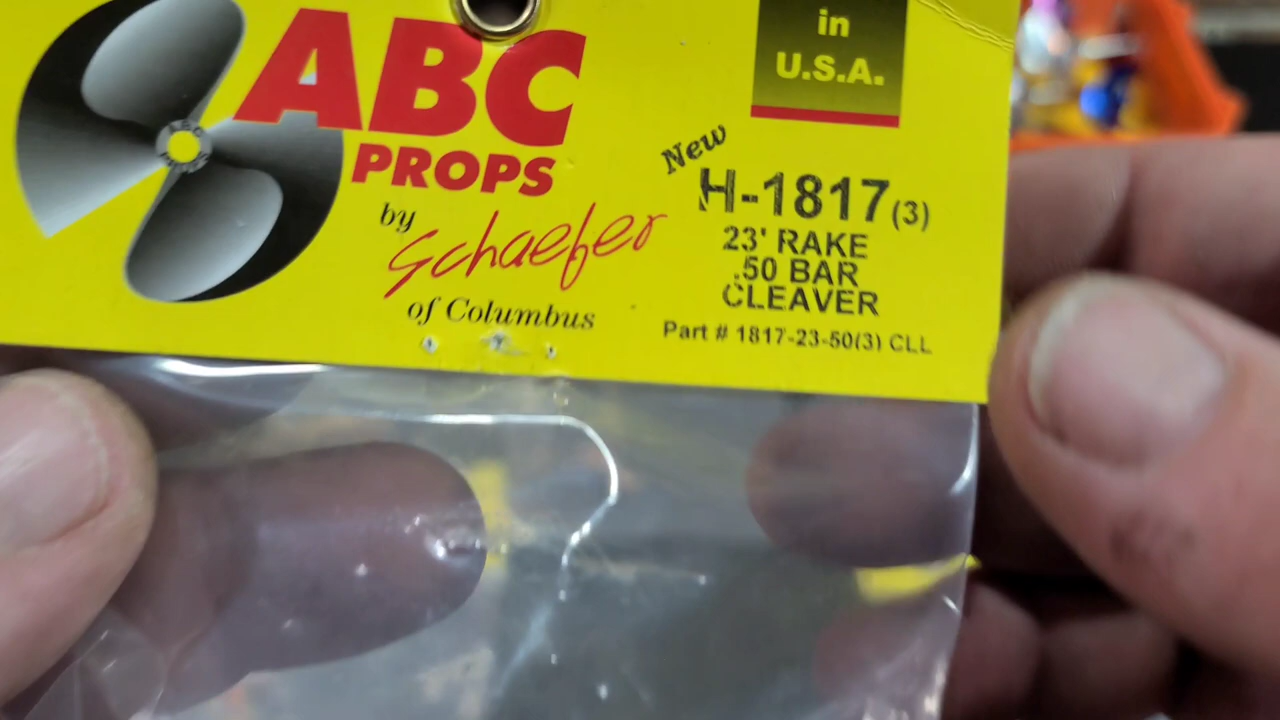 ABC
PROPS
by
Schaefer
of Columbus
in
U.S.A.
New
H-1817(3)
23' RAKE
.50 BAR
CLEAVER
Part # 1817-23-50(3) CLL